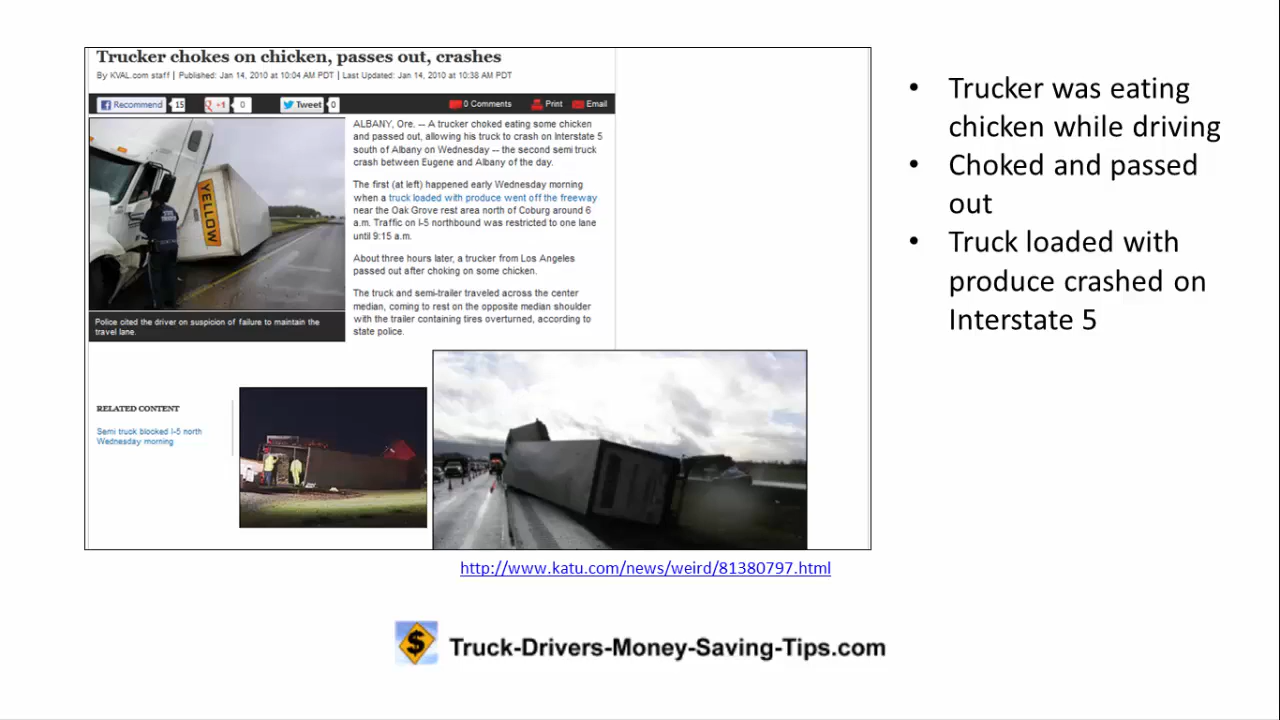 Trucker chokes on chicken, passes out, crashes
By KVAL.com staff | Published: Jan 14, 2010 at 10:04 AM PDT | Last Updated: Jan 14, 2010 at 10:38 AM PDT
Recommend 15 +1 0 Tweet 0 0 Comments Print Email
YELLOW
STATE TROOPER
Police cited the driver on suspicion of failure to maintain the
travel lane.
ALBANY, Ore. -- A trucker choked eating some chicken
and passed out, allowing his truck to crash on Interstate 5
south of Albany on Wednesday -- the second semi truck
crash between Eugene and Albany of the day.
The first (at left) happened early Wednesday morning
when a truck loaded with produce went off the freeway
near the Oak Grove rest area north of Coburg around 6
a.m. Traffic on I-5 northbound was restricted to one lane
until 9:15 a.m.
About three hours later, a trucker from Los Angeles
passed out after choking on some chicken.
The truck and semi-trailer traveled across the center
median, coming to rest on the opposite median shoulder
with the trailer containing tires overturned, according to
state police.
RELATED CONTENT
Semi truck blocked I-5 north
Wednesday morning
• Trucker was eating
chicken while driving
• Choked and passed
out
• Truck loaded with
produce crashed on
Interstate 5
http://www.katu.com/news/weird/81380797.html
$
Truck-Drivers-Money-Saving-Tips.com